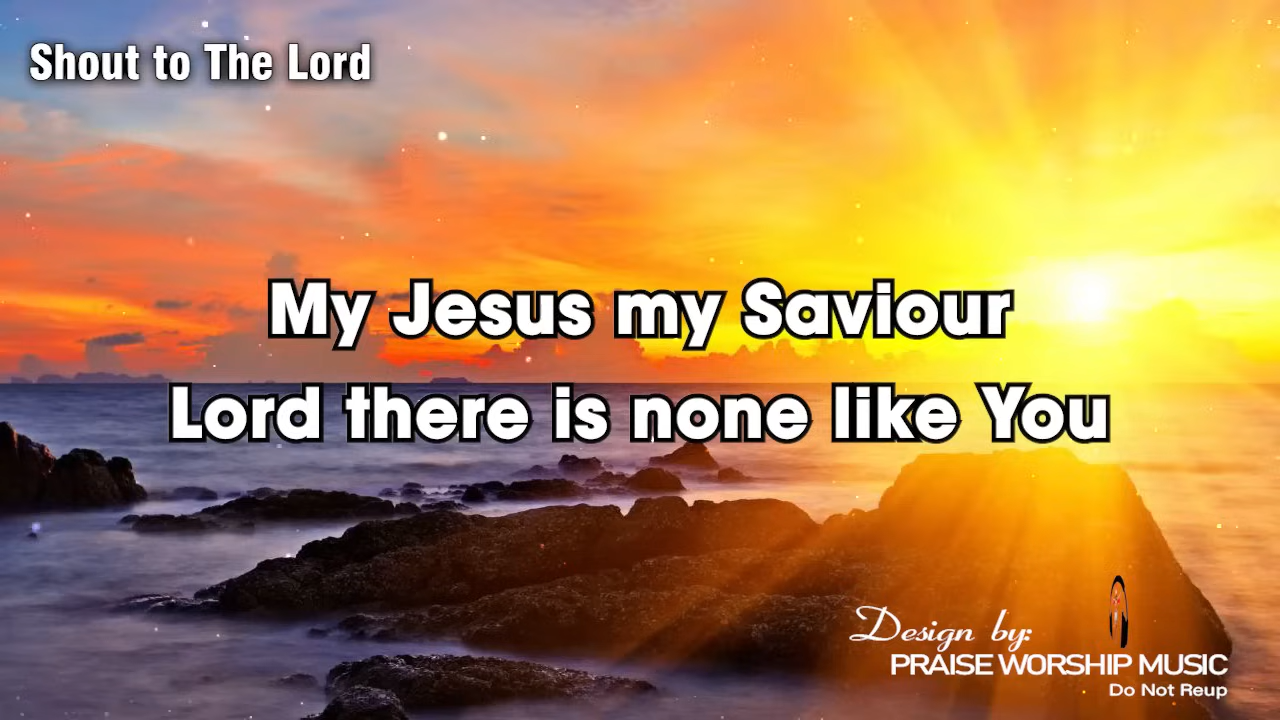 Shout to The Lord
My Jesus my Saviour
Lord there is none like You
Design by:
PRAISE WORSHIP MUSIC
Do Not Reup